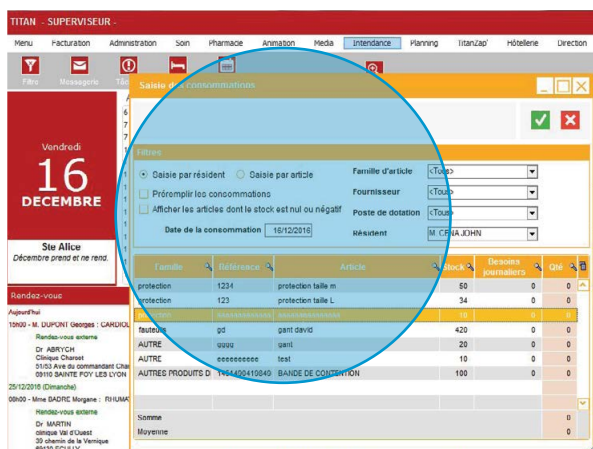 TITAN - SUPERVISEUR -
Menu Facturation Administration Soin Pharmacie Animation Media Intendance Planning TitanZap' Hôtellerie Direction
Filtre Messagerie
Saisie des consommations
Vendredi
16
DECEMBRE
Ste Alice
Décembre prend et ne rend.
Filtres
Saisie par résident Saisie par article
Préremplir les consommations
Afficher les articles dont le stock est nul ou négatif
Date de la consommation 16/12/2016
Famille d'article <Tous>
Fournisseur <Tous>
Poste de dotation <Tous>
Résident M. CENA JOHN
Famille Référence Article Stock Besoins journaliers Qté
protection 1234 protection taille m 50 0 0
protection 123 protection taille L 34 0 0
protection 10 0 0
fauteuils gd gant david 420 0 0
AUTRE gggg gant 20 0 0
AUTRE eeeeeeeeee test 10 0 0
AUTRES PRODUITS D BANDE DE CONTENTION 100 0 0
Somme 0
Moyenne 0
Rendez-vous
Aujourd'hui
15h00 - M. DUPONT Georges : CARDIOL
Rendez-vous externe
Dr ABRYCH
Clinique Charcot
51/53 Ave du commandant Char
69110 SAINTE FOY LES LYON
25/12/2016 (Dimanche)
08h00 - Mme BADRE Morgane : RHUMA
Rendez-vous externe
Dr MARTIN
clinique Val d'Ouest
39 chemin de la Vernique
69130 ECULLY